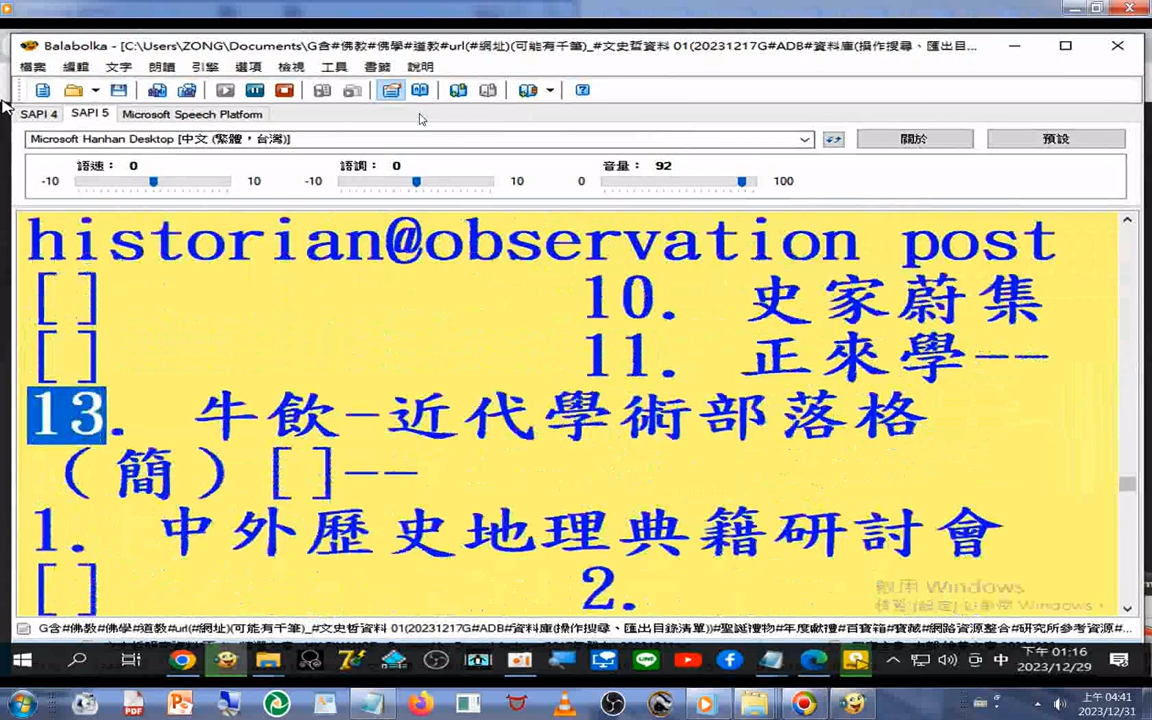 Balabolka - [C:\Users\ZONG\Documents\G含#佛教#佛學#道教#url(#網址)(可能有千筆)_#文史哲資料 01(20231217G#ADB#資料庫(操作搜尋、匯出目...
檔案 編輯 文字 朗讀 引擎 選項 檢視 工具 書籤 說明
SAPI 4 SAPI 5 Microsoft Speech Platform
Microsoft Hanhan Desktop [中文 (繁體，台灣)] 關於 預設
語速： 0 語調： 0 音量： 92
-10 10 -10 10 0 100
historian@observation post
[ ] 10. 史家蔚集
[ ] 11. 正來學--
13. 牛飲-近代學術部落格
（簡）[ ]--
1. 中外歷史地理典籍研討會
[ ] 2.
啟用 Windows
G含#佛教#佛學#道教#url(#網址)(可能有千筆)_#文史哲資料 01(20231217G#ADB#資料庫(操作搜尋、匯出目錄清單))#聖誕禮物#年度獻禮#百寶箱#寶藏#網路資源整合#研究所參考資源#...
中 下午 01:16
2023/12/29
上午 04:41
2023/12/31